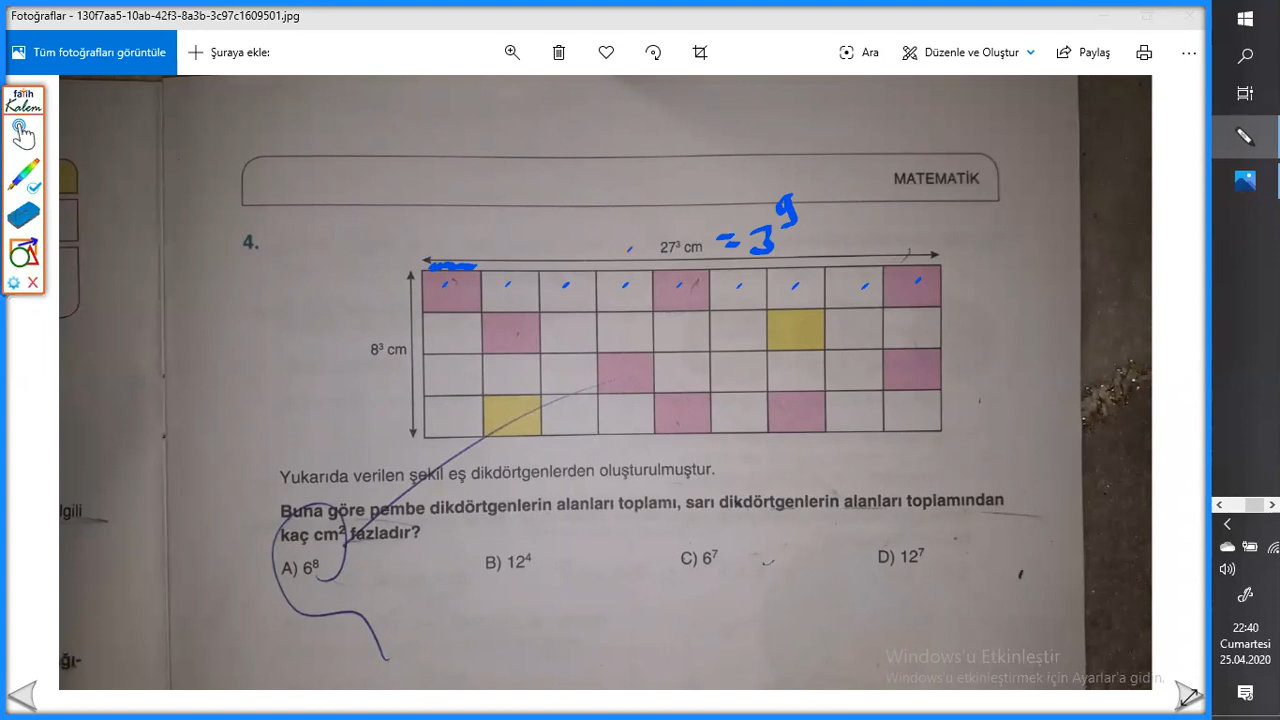 Fotoğraflar - 130f7aa5-10ab-42f3-8a3b-3c97c1609501.jpg
Tüm fotoğrafları görüntüle
Şuraya ekle:
Ara
Düzenle ve Oluştur
Paylaş
fatih
Kalem
MATEMATİK
4.
27³ cm = 3⁹
8³ cm
Yukarıda verilen şekil eş dikdörtgenlerden oluşturulmuştur.
Buna göre pembe dikdörtgenlerin alanları toplamı, sarı dikdörtgenlerin alanları toplamından
kaç cm² fazladır?
A) 6⁸ B) 12⁴ C) 6⁷ D) 12⁷
lgili
ğı-
Windows'u Etkinleştir
Windows'u etkinleştirmek için Ayarlar'a gidin.
22:40
Cumartesi
25.04.2020